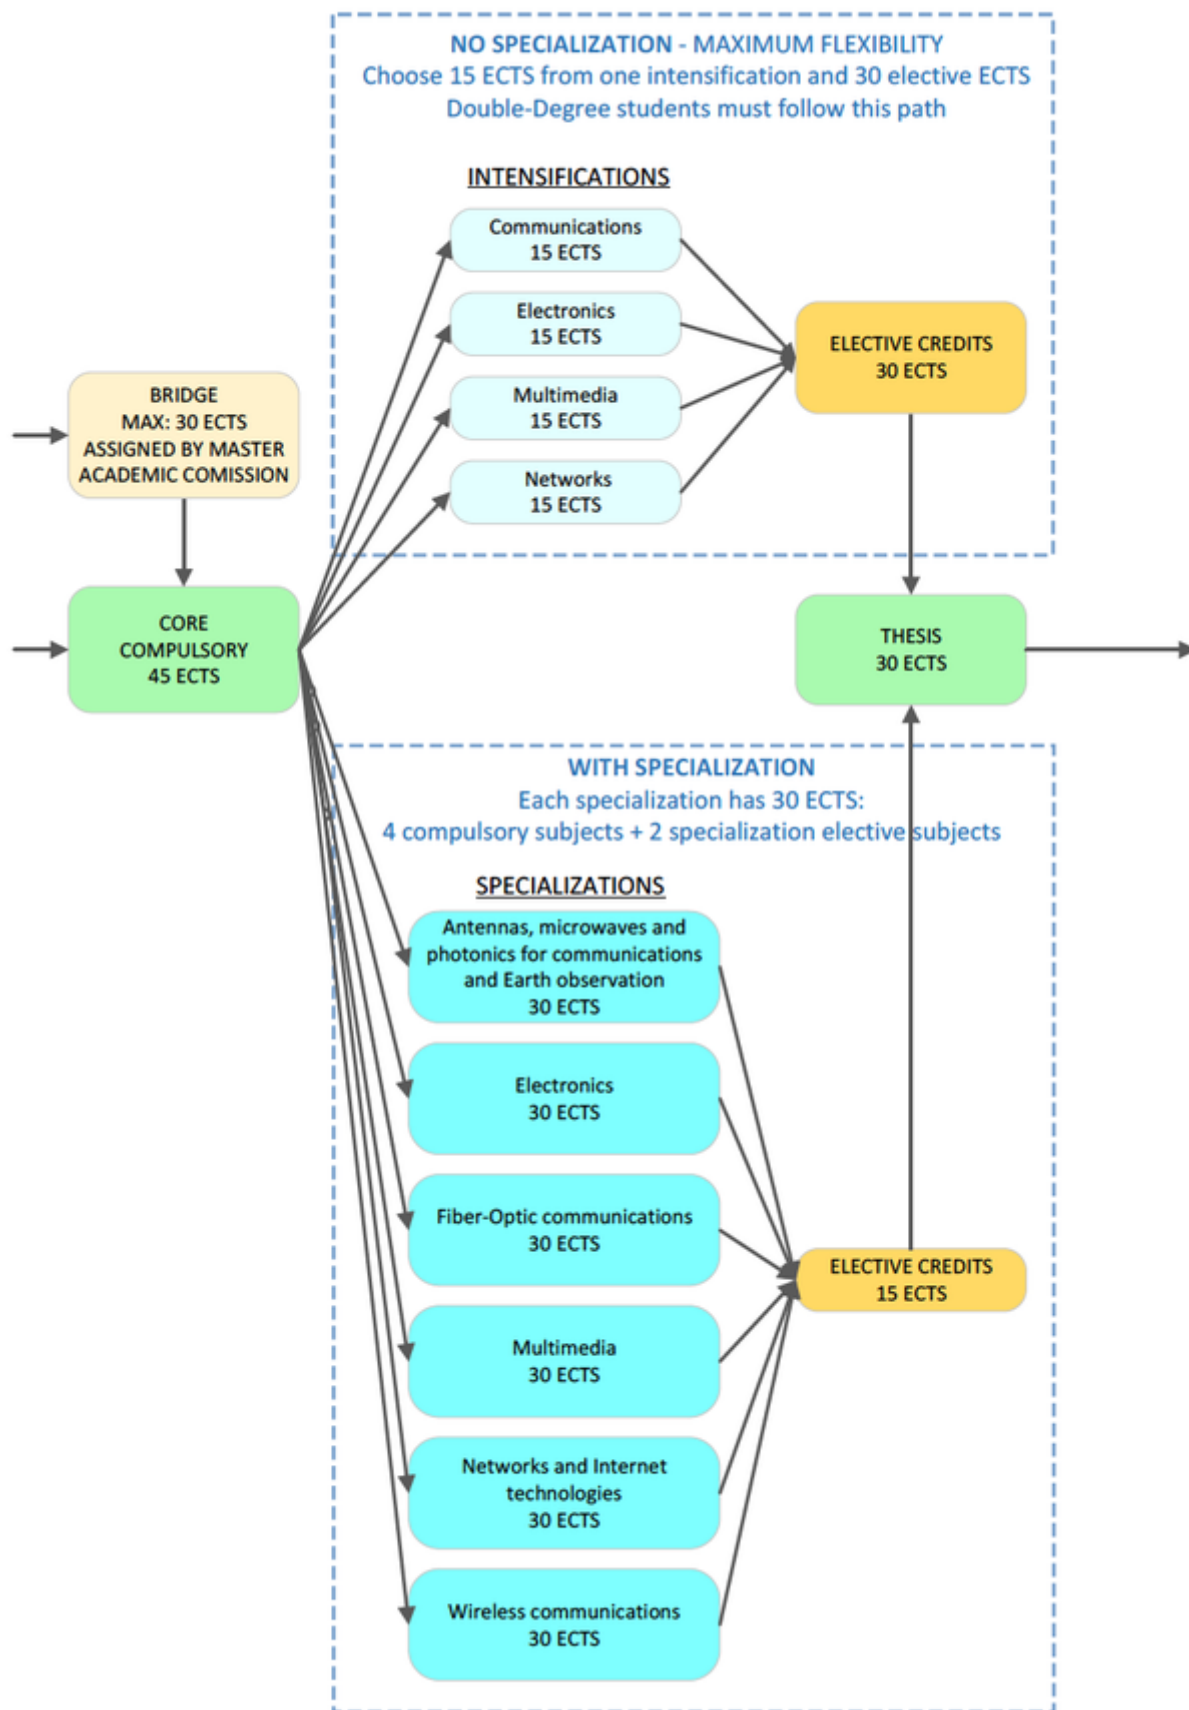 NO SPECIALIZATION - MAXIMUM FLEXIBILITY
Choose 15 ECTS from one intensification and 30 elective ECTS
Double-Degree students must follow this path
INTENSIFICATIONS
Communications
15 ECTS
Electronics
15 ECTS
Multimedia
15 ECTS
Networks
15 ECTS
ELECTIVE CREDITS
30 ECTS
BRIDGE
MAX: 30 ECTS
ASSIGNED BY MASTER
ACADEMIC COMISSION
CORE
COMPULSORY
45 ECTS
THESIS
30 ECTS
WITH SPECIALIZATION
Each specialization has 30 ECTS:
4 compulsory subjects + 2 specialization elective subjects
SPECIALIZATIONS
Antennas, microwaves and
photonics for communications
and Earth observation
30 ECTS
Electronics
30 ECTS
Fiber-Optic communications
30 ECTS
Multimedia
30 ECTS
Networks and Internet
technologies
30 ECTS
Wireless communications
30 ECTS
ELECTIVE CREDITS
15 ECTS